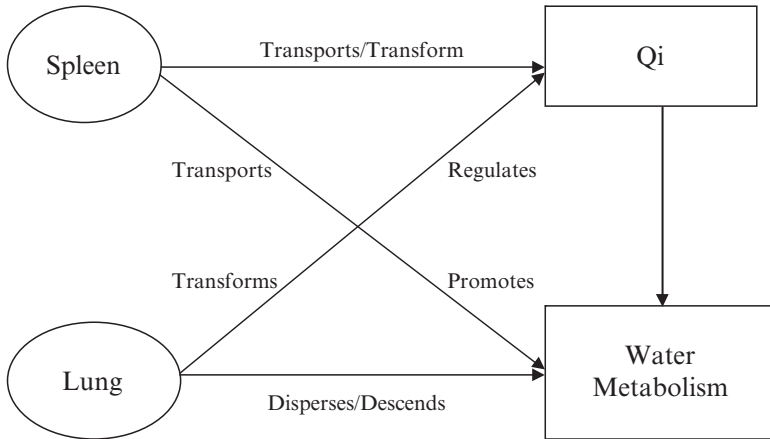 Spleen
Transports/Transform
Qi
Transports
Regulates
Transforms
Promotes
Lung
Water
Metabolism
Disperses/Descends